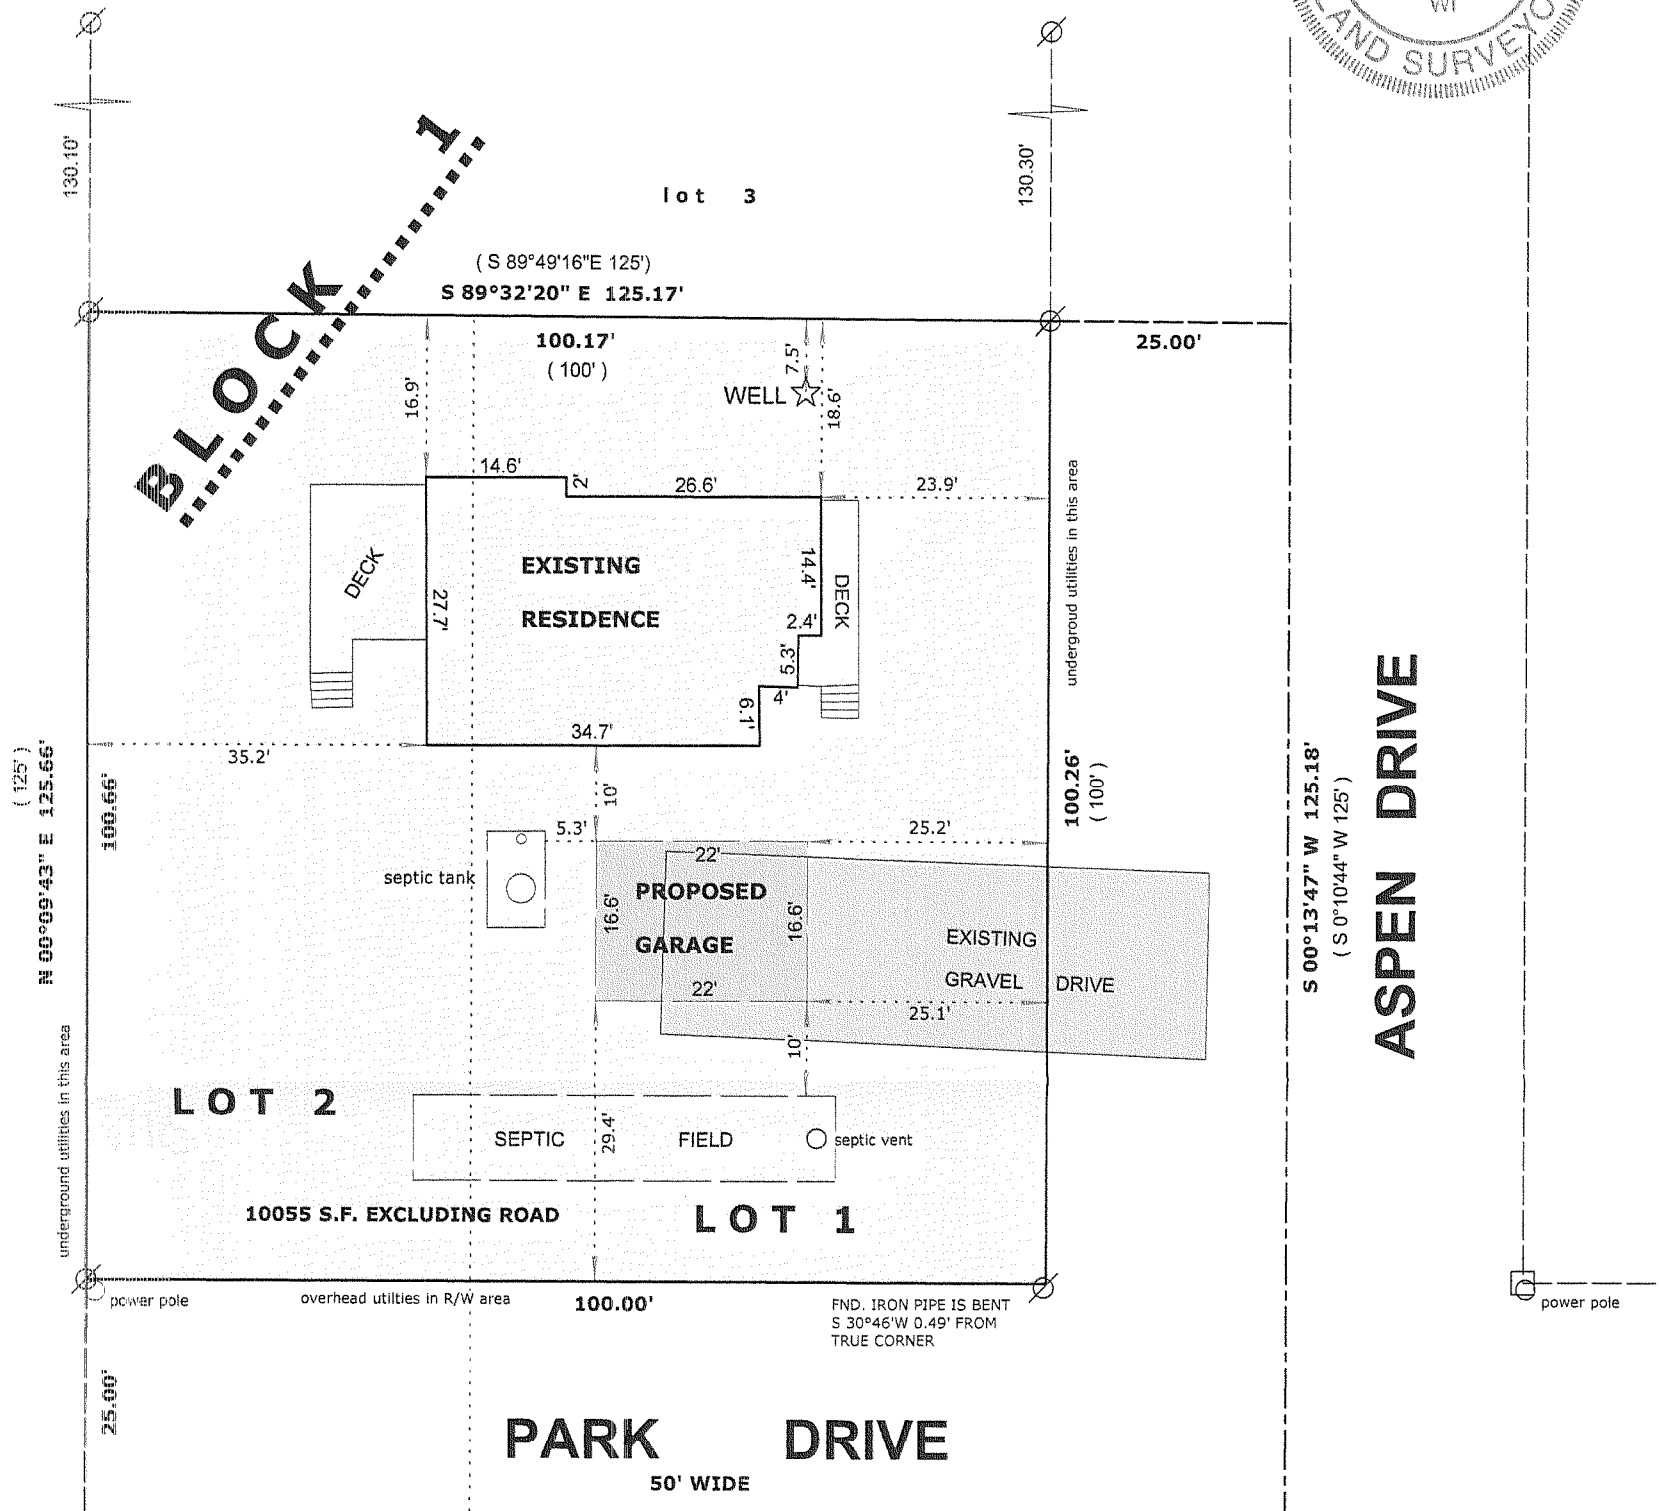 WI
LAND SURVEYO
130.10'
BLOCK 1
lot 3
130.30'
( S 89°49'16"E 125')
S 89°32'20" E 125.17'
100.17'
( 100' )
25.00'
16.9'
7.5'
WELL
18.6'
14.6'
2'
26.6'
23.9'
undergroud utilities in this area
DECK
EXISTING
RESIDENCE
27.7'
14.4'
DECK
2.4'
5.3'
4'
6.1'
34.7'
35.2'
( 125' )
N 00°09'43" E 125.66'
100.66'
10'
100.26'
( 100' )
S 00°13'47" W 125.18'
( S 0°10'44" W 125' )
ASPEN DRIVE
5.3'
25.2'
septic tank
22'
PROPOSED
GARAGE
16.6'
16.6'
22'
EXISTING
GRAVEL DRIVE
25.1'
10'
underground utilities in this area
LOT 2
SEPTIC FIELD
29.4'
septic vent
10055 S.F. EXCLUDING ROAD
LOT 1
power pole
overhead utilties in R/W area
100.00'
FND. IRON PIPE IS BENT
S 30°46'W 0.49' FROM
TRUE CORNER
power pole
25.00'
PARK DRIVE
50' WIDE